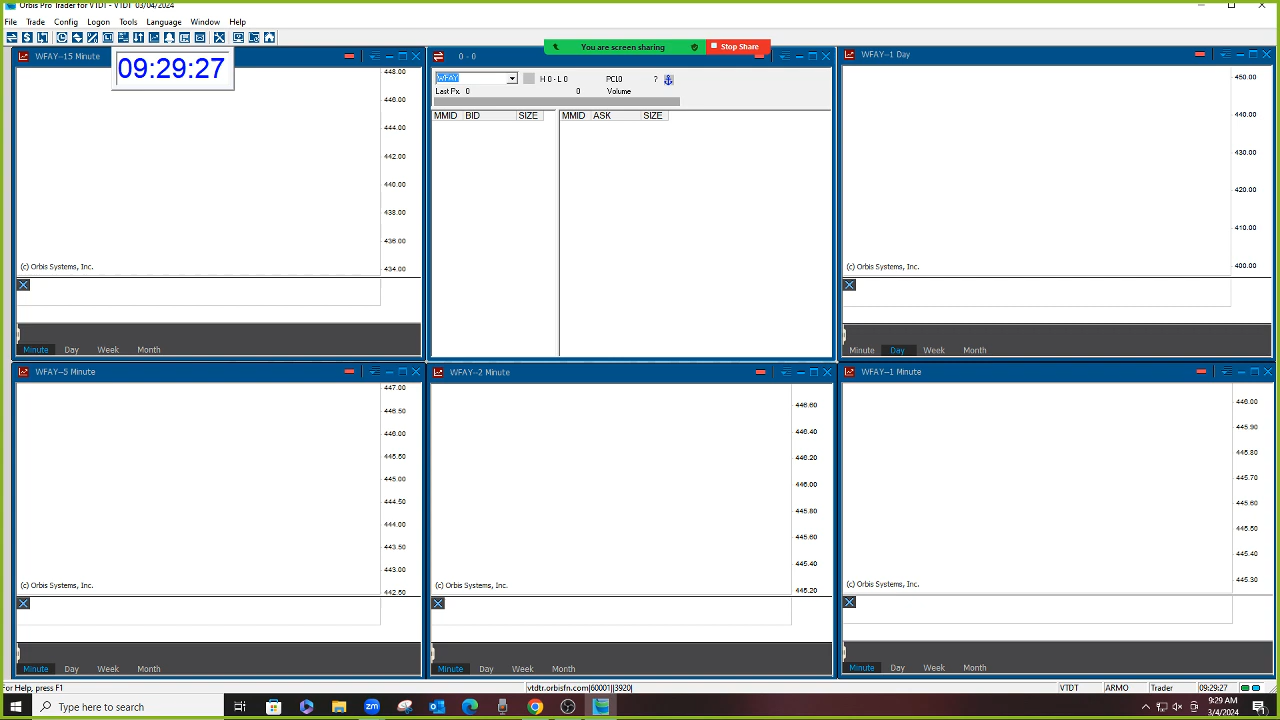 Orbis Pro Trader for VTDT - VTDT 03/04/2024
File Trade Config Logon Tools Language Window Help
WFAY--15 Minute
09:29:27
0 - 0
You are screen sharing
Stop Share
WFAY--1 Day
448.00
446.00
444.00
442.00
440.00
438.00
436.00
434.00
(c) Orbis Systems, Inc.
Minute Day Week Month
WFAY H 0 - L 0 PCL0 ?
Last Px. 0 0 Volume
MMID BID SIZE MMID ASK SIZE
450.00
440.00
430.00
420.00
410.00
400.00
(c) Orbis Systems, Inc.
Minute Day Week Month
WFAY--5 Minute
447.00
446.50
446.00
445.50
445.00
444.50
444.00
443.50
443.00
442.50
(c) Orbis Systems, Inc.
Minute Day Week Month
WFAY--2 Minute
446.60
446.40
446.20
446.00
445.80
445.60
445.40
445.20
(c) Orbis Systems, Inc.
Minute Day Week Month
WFAY--1 Minute
446.00
445.90
445.80
445.70
445.60
445.50
445.40
445.30
(c) Orbis Systems, Inc.
Minute Day Week Month
For Help, press F1 vtdtr.orbisfn.com|60001||3920| VTDT ARMO Trader 09:29:27
Type here to search
zm
9:29 AM
3/4/2024